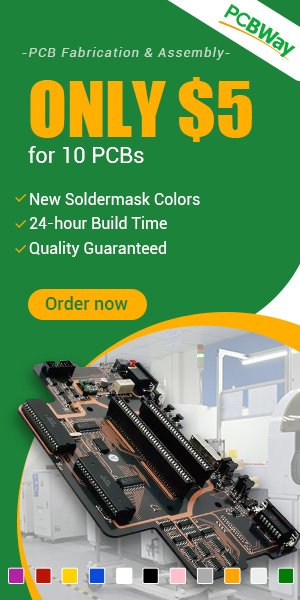 PCBWay
-PCB Fabrication & Assembly-
ONLY $5
for 10 PCBs
New Soldermask Colors
24-hour Build Time
Quality Guaranteed
Order now